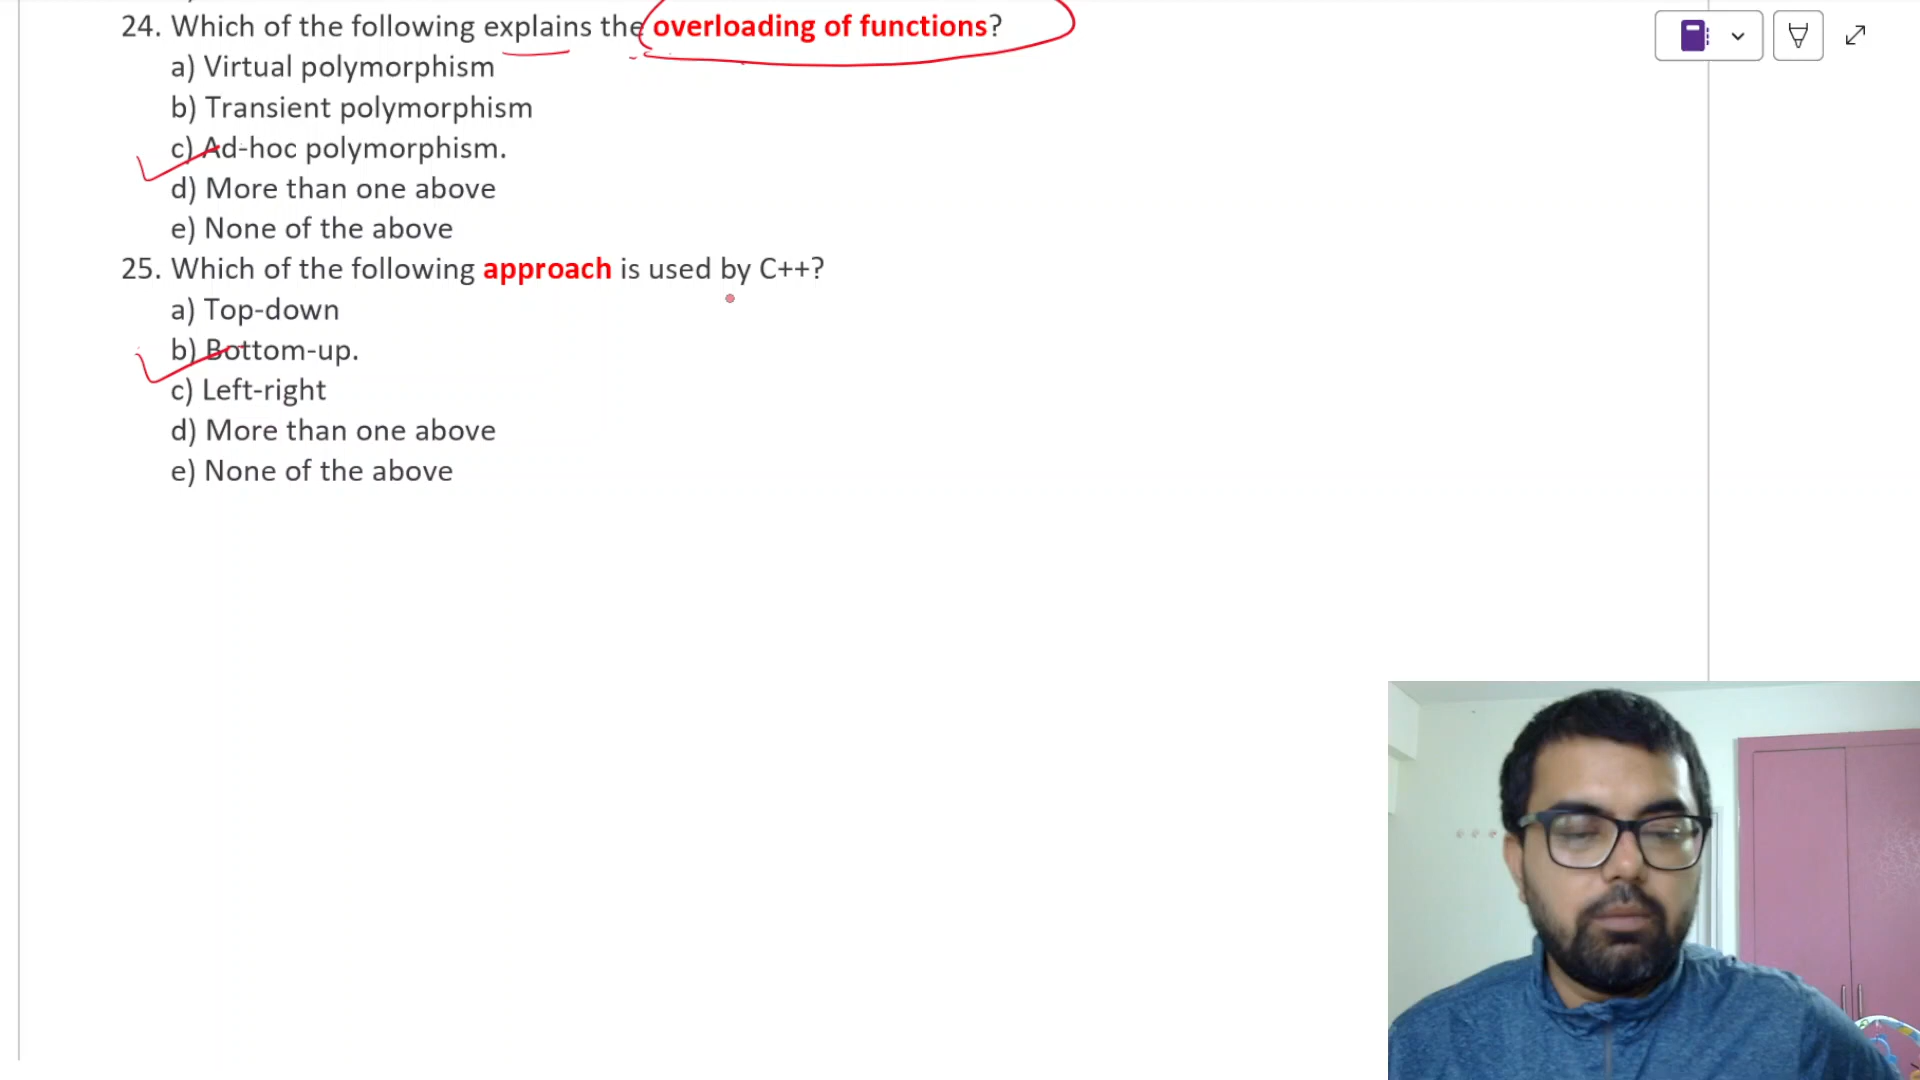 24. Which of the following explains the overloading of functions?
a) Virtual polymorphism
b) Transient polymorphism
c) Ad-hoc polymorphism.
d) More than one above
e) None of the above
25. Which of the following approach is used by C++?
a) Top-down
b) Bottom-up.
c) Left-right
d) More than one above
e) None of the above